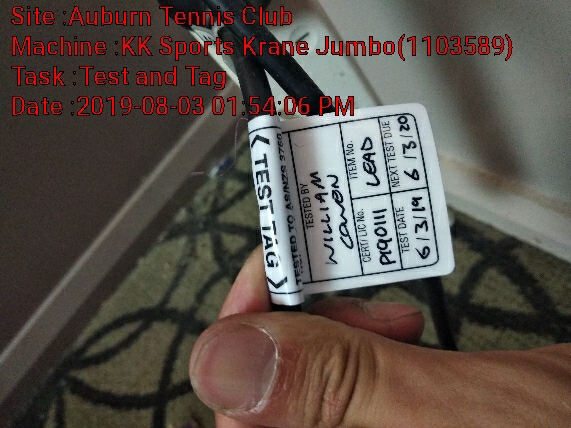 Site :Auburn Tennis Club
Machine :KK Sports Krane Jumbo(1103589}
Task :Test and Tag
Date :2019-08-03 01:54:06 PM
TEST TAG
TESTED TO AS/NZS 3760
TESTED BY
WILLIAM
COWEN
ITEM No.
LEAD
CERT/LIC No.
P190111
NEXT TEST DUE
6/3/20
TEST DATE
6/3/19